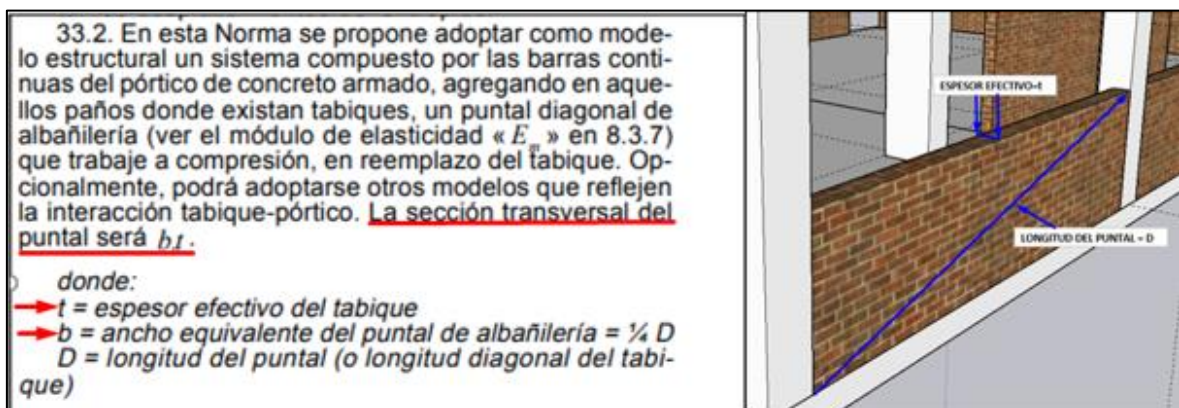 33.2. En esta Norma se propone adoptar como mode-
lo estructural un sistema compuesto por las barras conti-
nuas del pórtico de concreto armado, agregando en aque-
llos paños donde existan tabiques, un puntal diagonal de
albañilería (ver el módulo de elasticidad « Em » en 8.3.7)
que trabaje a compresión, en reemplazo del tabique. Op-
cionalmente, podrá adoptarse otros modelos que reflejen
la interacción tabique-pórtico. La sección transversal del
puntal será bt.
donde:
t = espesor efectivo del tabique
b = ancho equivalente del puntal de albañilería = ¼ D
D = longitud del puntal (o longitud diagonal del tabi-
que)
ESPESOR EFECTIVO=t
LONGITUD DEL PUNTAL = D